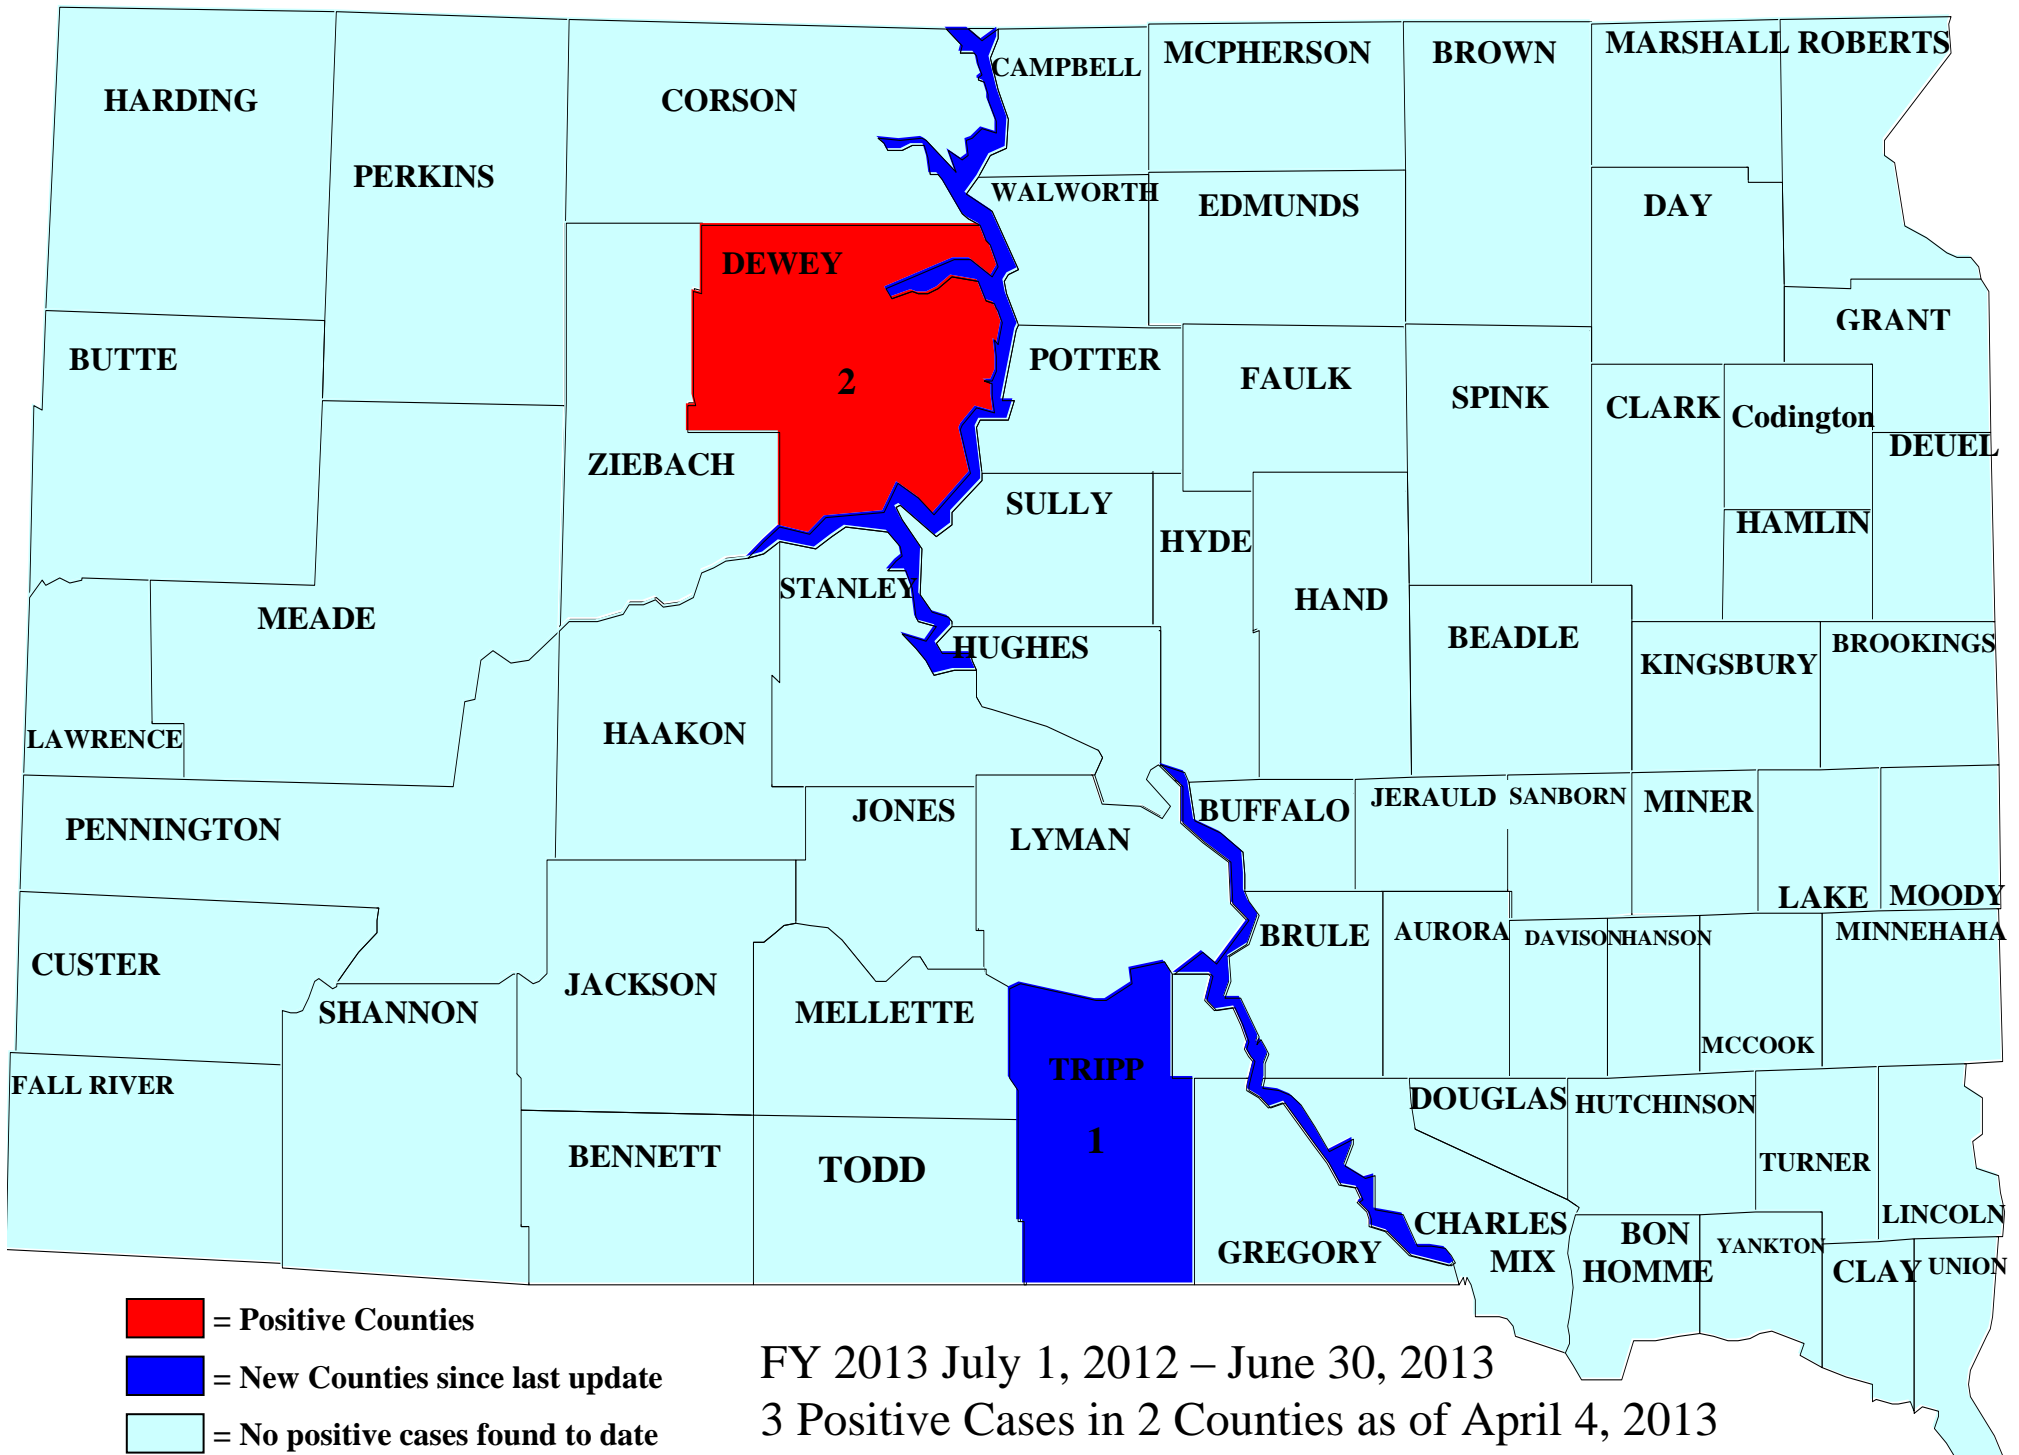 HARDING
PERKINS
CORSON
CAMPBELL
MCPHERSON
BROWN
MARSHALL
ROBERTS
WALWORTH
EDMUNDS
DAY
DEWEY
2
GRANT
BUTTE
POTTER
FAULK
SPINK
CLARK
Codington
DEUEL
ZIEBACH
SULLY
HYDE
HAMLIN
STANLEY
HAND
MEADE
HUGHES
BEADLE
KINGSBURY
BROOKINGS
LAWRENCE
HAAKON
PENNINGTON
JONES
LYMAN
BUFFALO
JERAULD
SANBORN
MINER
LAKE
MOODY
CUSTER
JACKSON
BRULE
AURORA
DAVISON
HANSON
MINNEHAHA
SHANNON
MELLETTE
MCCOOK
FALL RIVER
TRIPP
1
DOUGLAS
HUTCHINSON
BENNETT
TODD
TURNER
GREGORY
CHARLES
MIX
BON
HOMME
YANKTON
LINCOLN
CLAY
UNION
= Positive Counties
= New Counties since last update
= No positive cases found to date
FY 2013 July 1, 2012 – June 30, 2013
3 Positive Cases in 2 Counties as of April 4, 2013